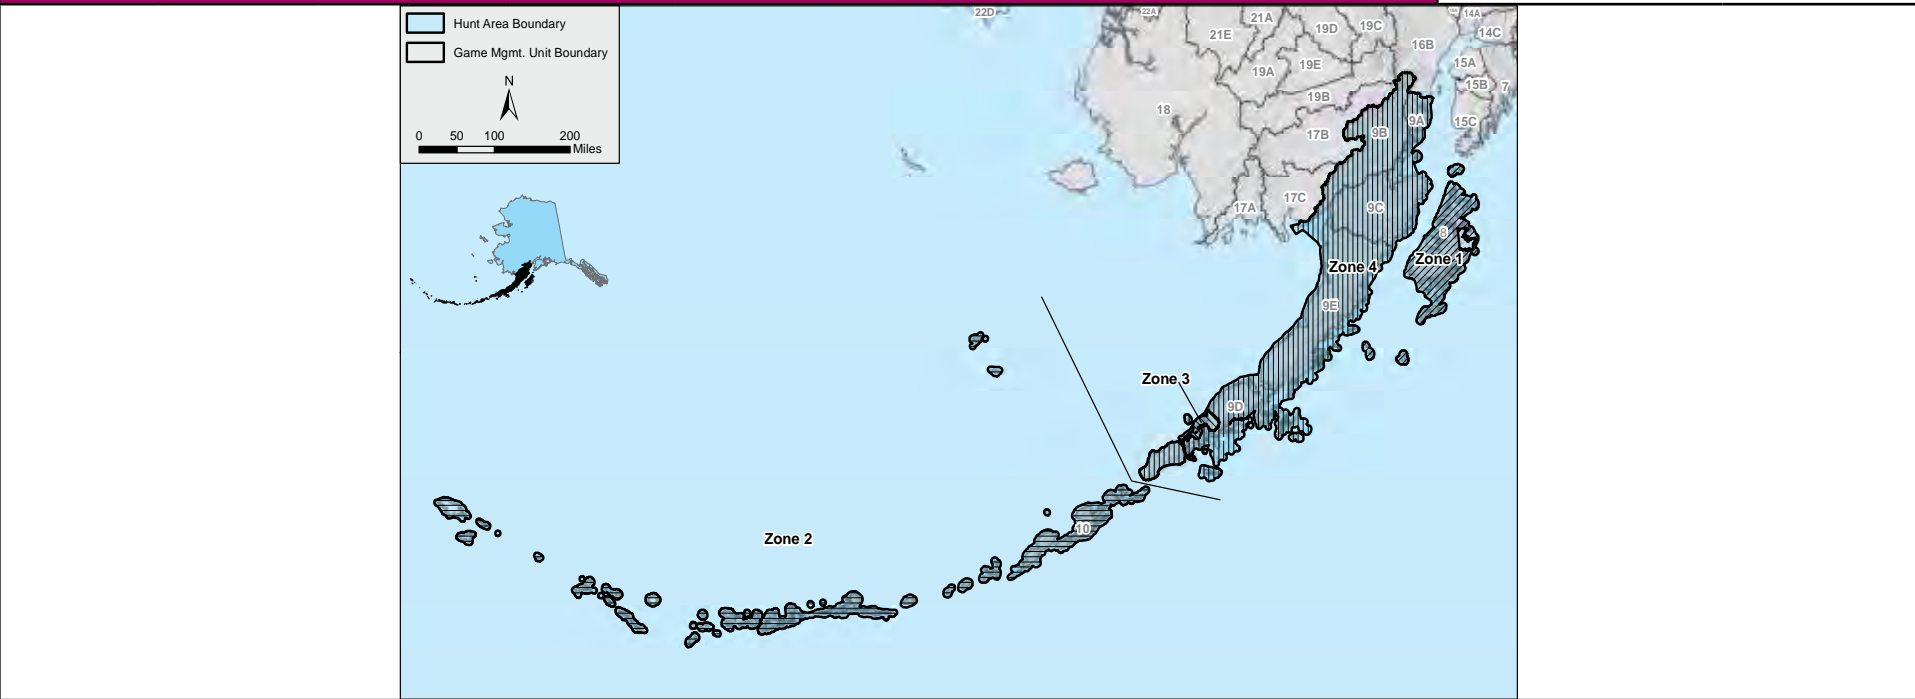 Hunt Area Boundary
Game Mgmt. Unit Boundary
N
0 50 100 200
Miles
22D
22A
21E
21A
19D
19C
16B
14A
14C
19A
19E
15A
15B
7
19B
18
17B
9B
9A
15C
17C
17A
9C
8
Zone 1
Zone 4
9E
Zone 3
9D
10
Zone 2